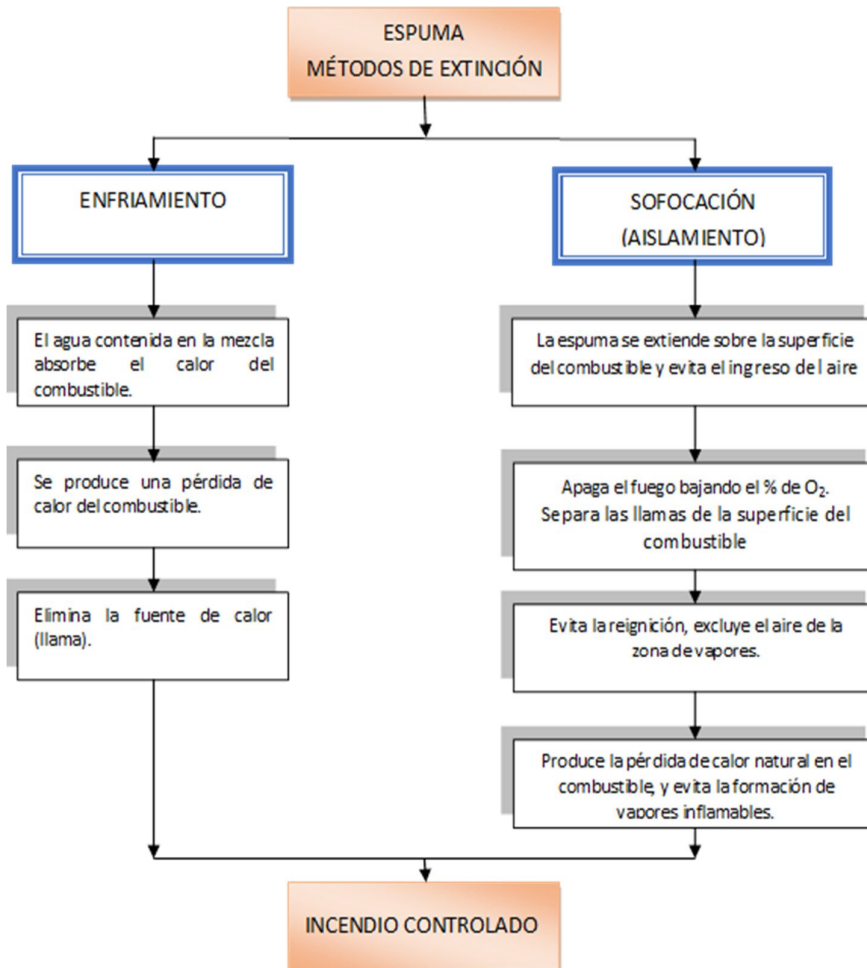 ESPUMA
MÉTODOS DE EXTINCIÓN
ENFRIAMIENTO
El agua contenida en la mezcla
absorbe el calor del
combustible.
Se produce una pérdida de
calor del combustible.
Elimina la fuente de calor
(llama).
SOFOCACIÓN
(AISLAMIENTO)
La espuma se extiende sobre la superficie
del combustible y evita el ingreso del aire
Apaga el fuego bajando el % de O₂.
Separa las llamas de la superficie del
combustible
Evita la reignición, excluye el aire de la
zona de vapores.
Produce la pérdida de calor natural en el
combustible, y evita la formación de
vapores inflamables.
INCENDIO CONTROLADO